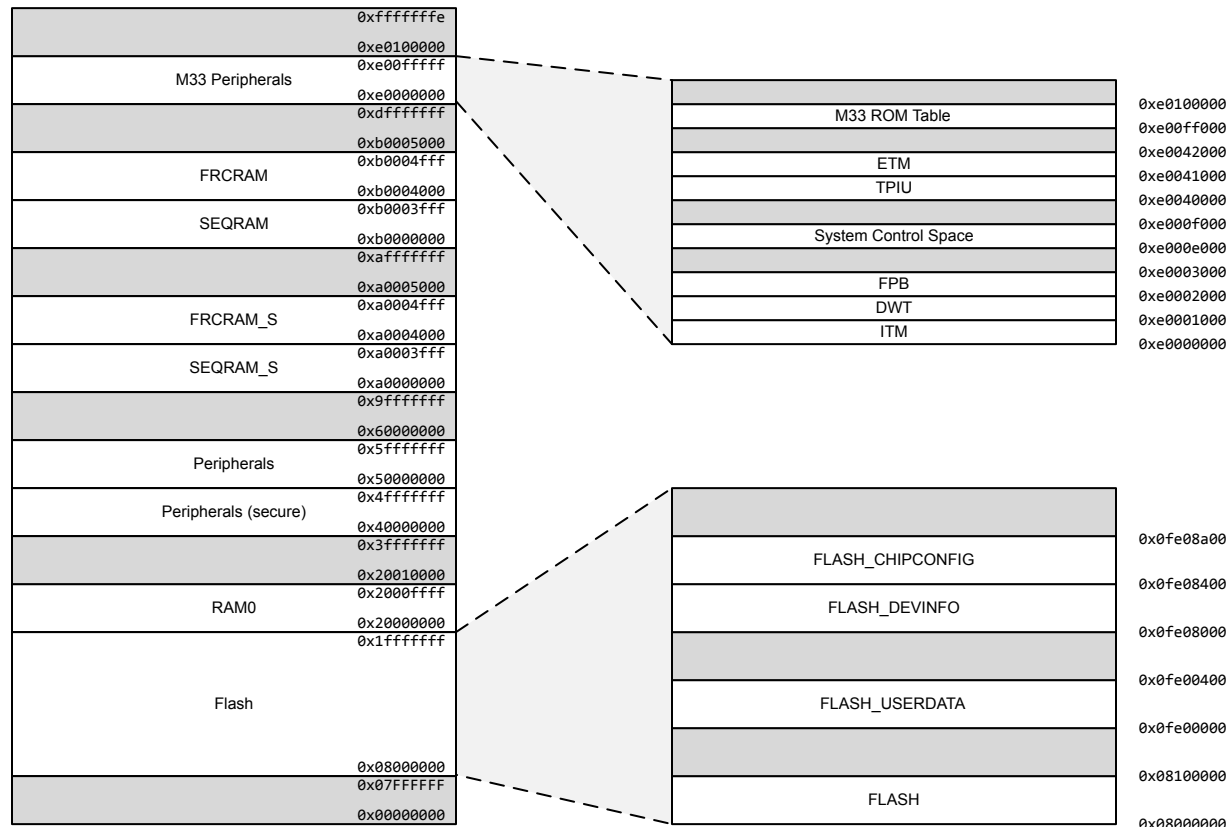 0xfffffffe
0xe0100000
M33 Peripherals
0xe00fffff
0xe0000000
0xdfffffff
0xb0005000
FRCRAM
0xb0004fff
0xb0004000
SEQRAM
0xb0003fff
0xb0000000
0xafffffff
0xa0005000
FRCRAM_S
0xa0004fff
0xa0004000
SEQRAM_S
0xa0003fff
0xa0000000
0x9fffffff
0x60000000
Peripherals
0x5fffffff
0x50000000
Peripherals (secure)
0x4fffffff
0x40000000
0x3fffffff
0x20010000
RAM0
0x2000ffff
0x20000000
0x1fffffff
Flash
0x08000000
0x07FFFFFF
0x00000000
0xe0100000
M33 ROM Table
0xe00ff000
0xe0042000
ETM
0xe0041000
TPIU
0xe0040000
0xe000f000
System Control Space
0xe000e000
0xe0003000
FPB
0xe0002000
DWT
0xe0001000
ITM
0xe0000000
0x0fe08a00
FLASH_CHIPCONFIG
0x0fe08400
FLASH_DEVINFO
0x0fe08000
0x0fe00400
FLASH_USERDATA
0x0fe00000
0x08100000
FLASH
0x08000000